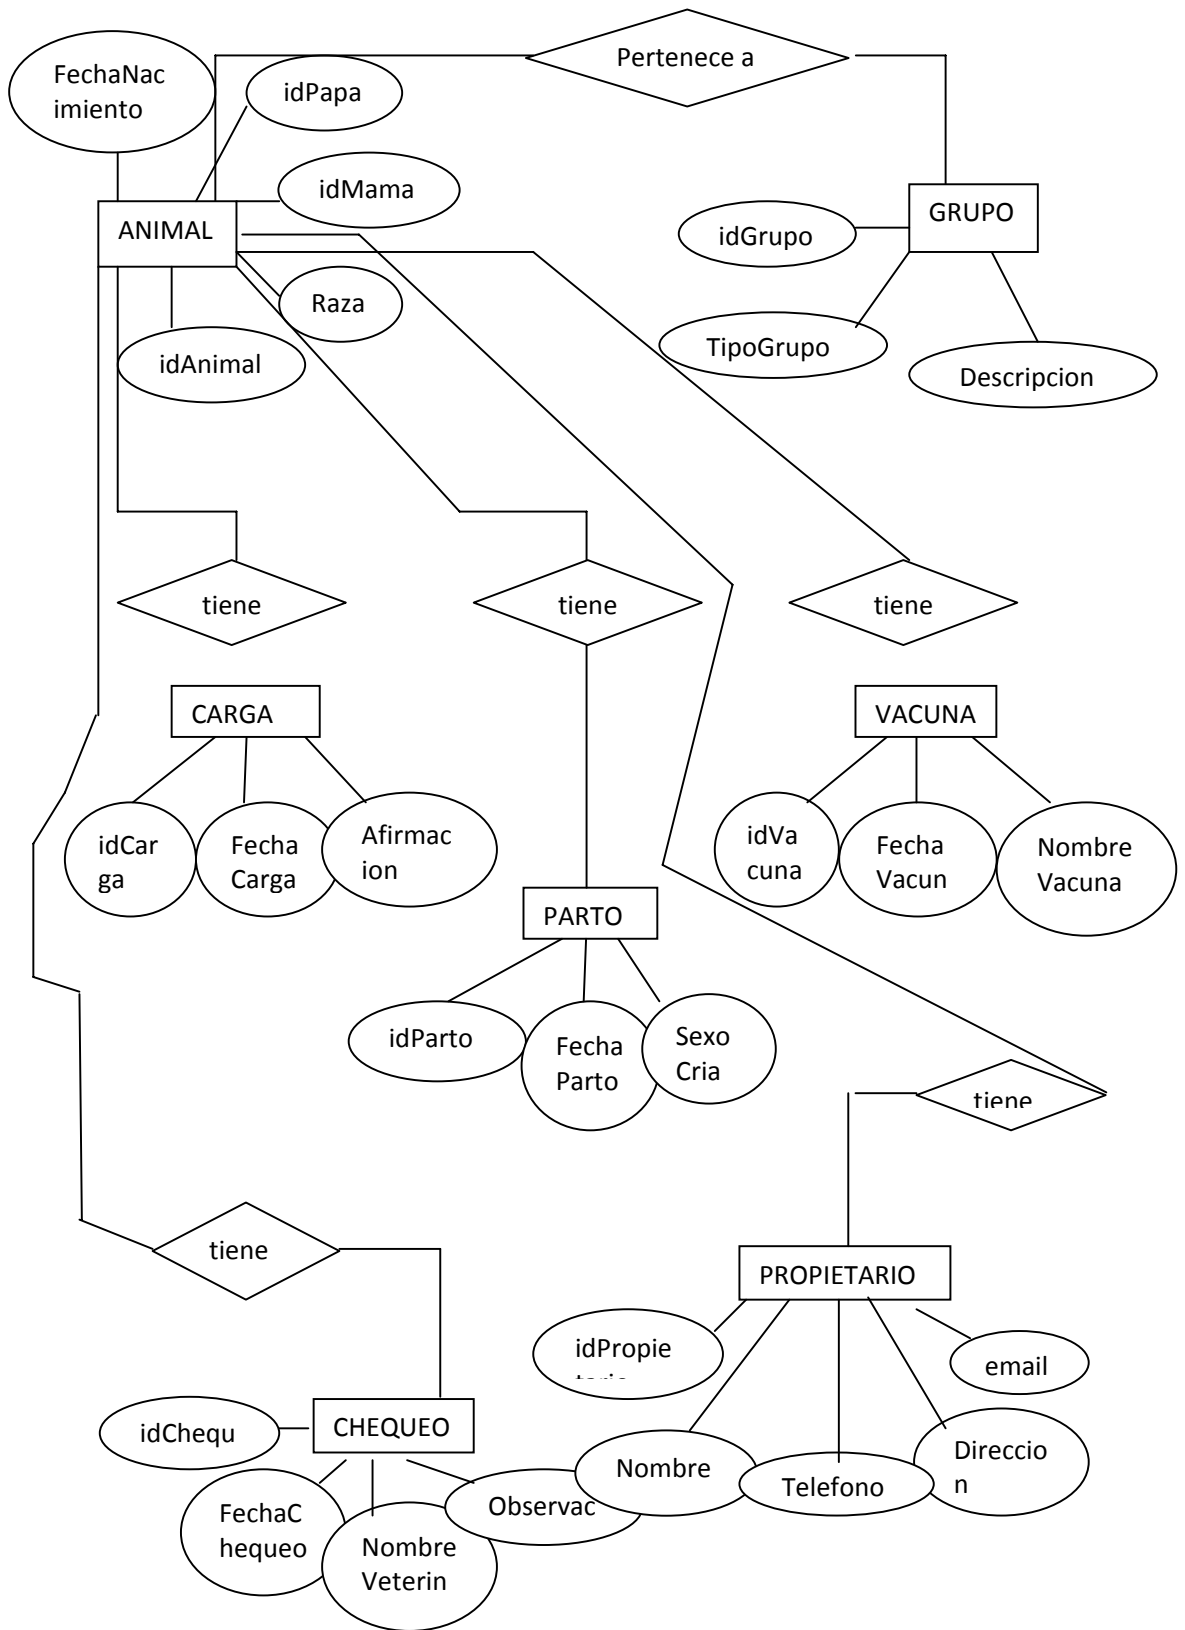 Pertenece a
FechaNac
imiento
idPapa
idMama
ANIMAL
GRUPO
idGrupo
Raza
idAnimal
TipoGrupo
Descripcion
tiene
tiene
tiene
CARGA
VACUNA
idCar
ga
Fecha
Carga
Afirmac
ion
idVa
cuna
Fecha
Vacun
Nombre
Vacuna
PARTO
idParto
Fecha
Parto
Sexo
Cria
tiene
tiene
PROPIETARIO
idPropie
email
CHEQUEO
idChequ
Nombre
Direccio
n
Telefono
Observac
FechaC
hequeo
Nombre
Veterin